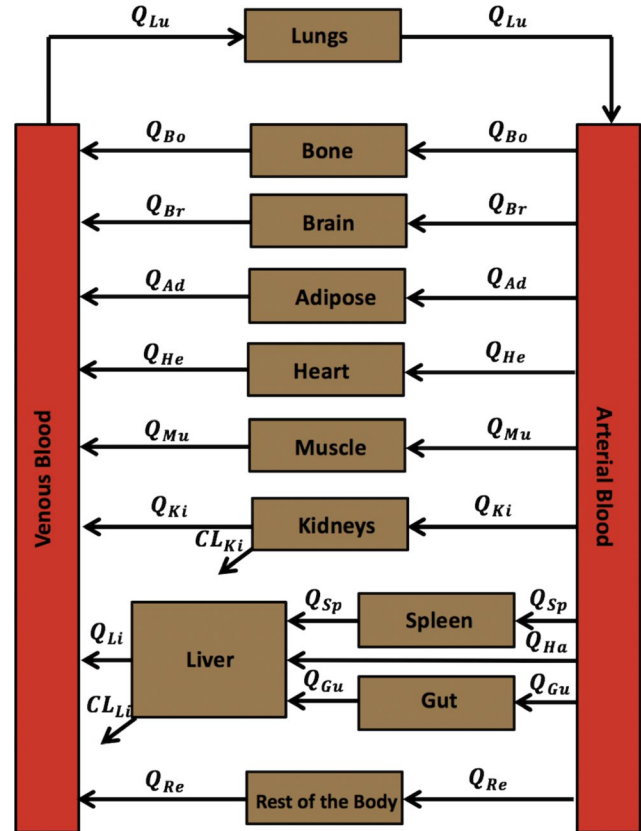 Q_Lu
Lungs
Q_Lu
Q_Bo
Bone
Q_Bo
Q_Br
Brain
Q_Br
Q_Ad
Adipose
Q_Ad
Q_He
Heart
Q_He
Q_Mu
Muscle
Q_Mu
Q_Ki
Kidneys
Q_Ki
CL_Ki
Venous Blood
Arterial Blood
Q_Sp
Spleen
Q_Sp
Q_Li
Liver
Q_Ha
Q_Gu
Gut
Q_Gu
CL_Li
Q_Re
Rest of the Body
Q_Re